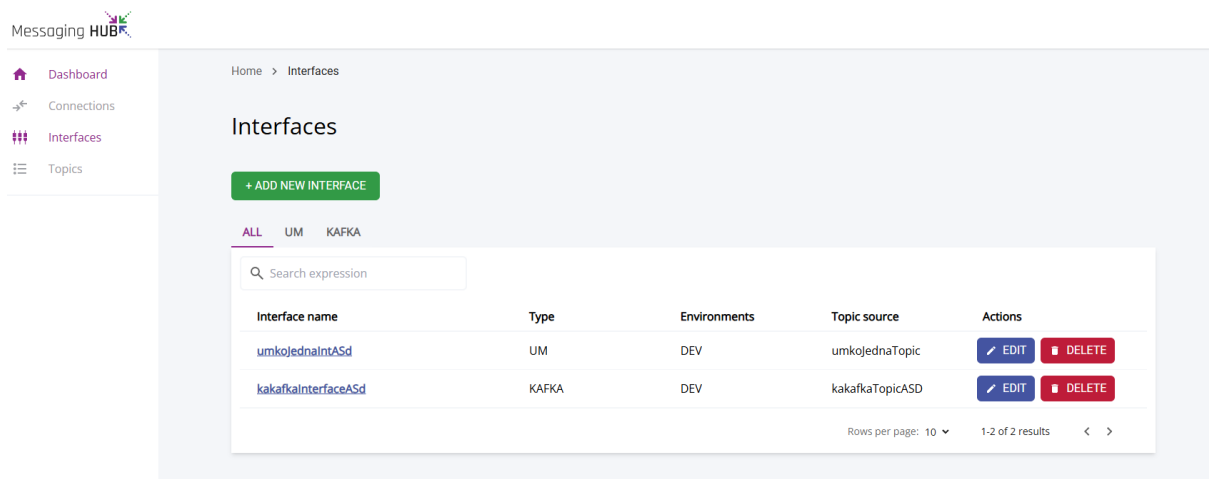 Messaging HUB
Dashboard
Connections
Interfaces
Topics
Home > Interfaces
Interfaces
+ ADD NEW INTERFACE
ALL UM KAFKA
Search expression
Interface name Type Environments Topic source Actions
umkoJednaIntASd UM DEV umkoJednaTopic EDIT DELETE
kakafkaInterfaceASd KAFKA DEV kakafkaTopicASD EDIT DELETE
Rows per page: 10 1-2 of 2 results < >